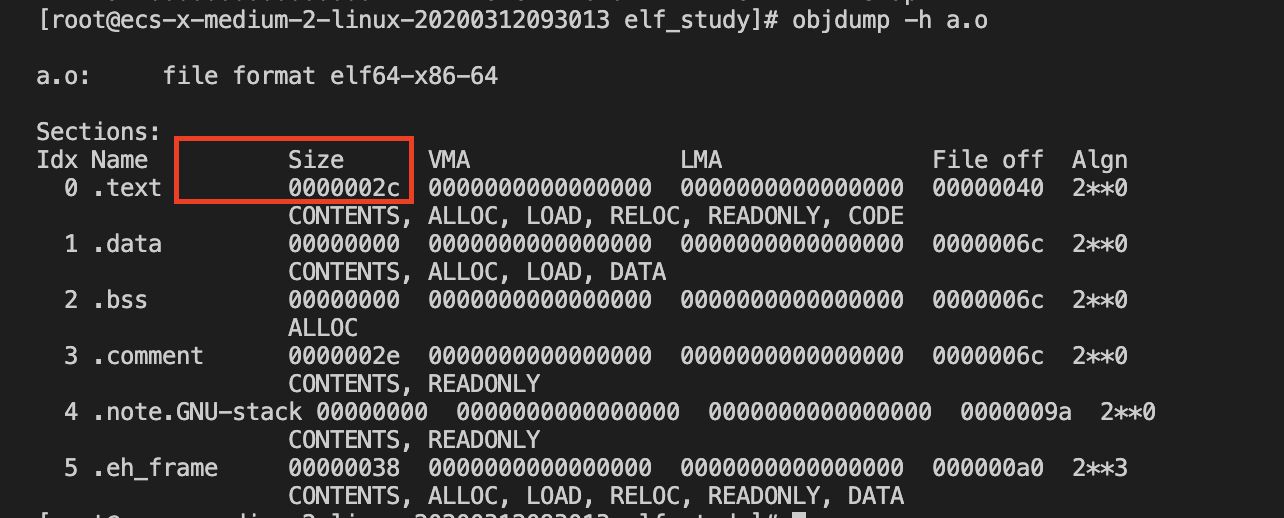 [root@ecs-x-medium-2-linux-20200312093013 elf_study]# objdump -h a.o
a.o:     file format elf64-x86-64
Sections:
Idx Name          Size      VMA               LMA               File off  Algn
  0 .text         0000002c  0000000000000000  0000000000000000  00000040  2**0
                  CONTENTS, ALLOC, LOAD, RELOC, READONLY, CODE
  1 .data         00000000  0000000000000000  0000000000000000  0000006c  2**0
                  CONTENTS, ALLOC, LOAD, DATA
  2 .bss          00000000  0000000000000000  0000000000000000  0000006c  2**0
                  ALLOC
  3 .comment      0000002e  0000000000000000  0000000000000000  0000006c  2**0
                  CONTENTS, READONLY
  4 .note.GNU-stack 00000000  0000000000000000  0000000000000000  0000009a  2**0
                  CONTENTS, READONLY
  5 .eh_frame     00000038  0000000000000000  0000000000000000  000000a0  2**3
                  CONTENTS, ALLOC, LOAD, RELOC, READONLY, DATA